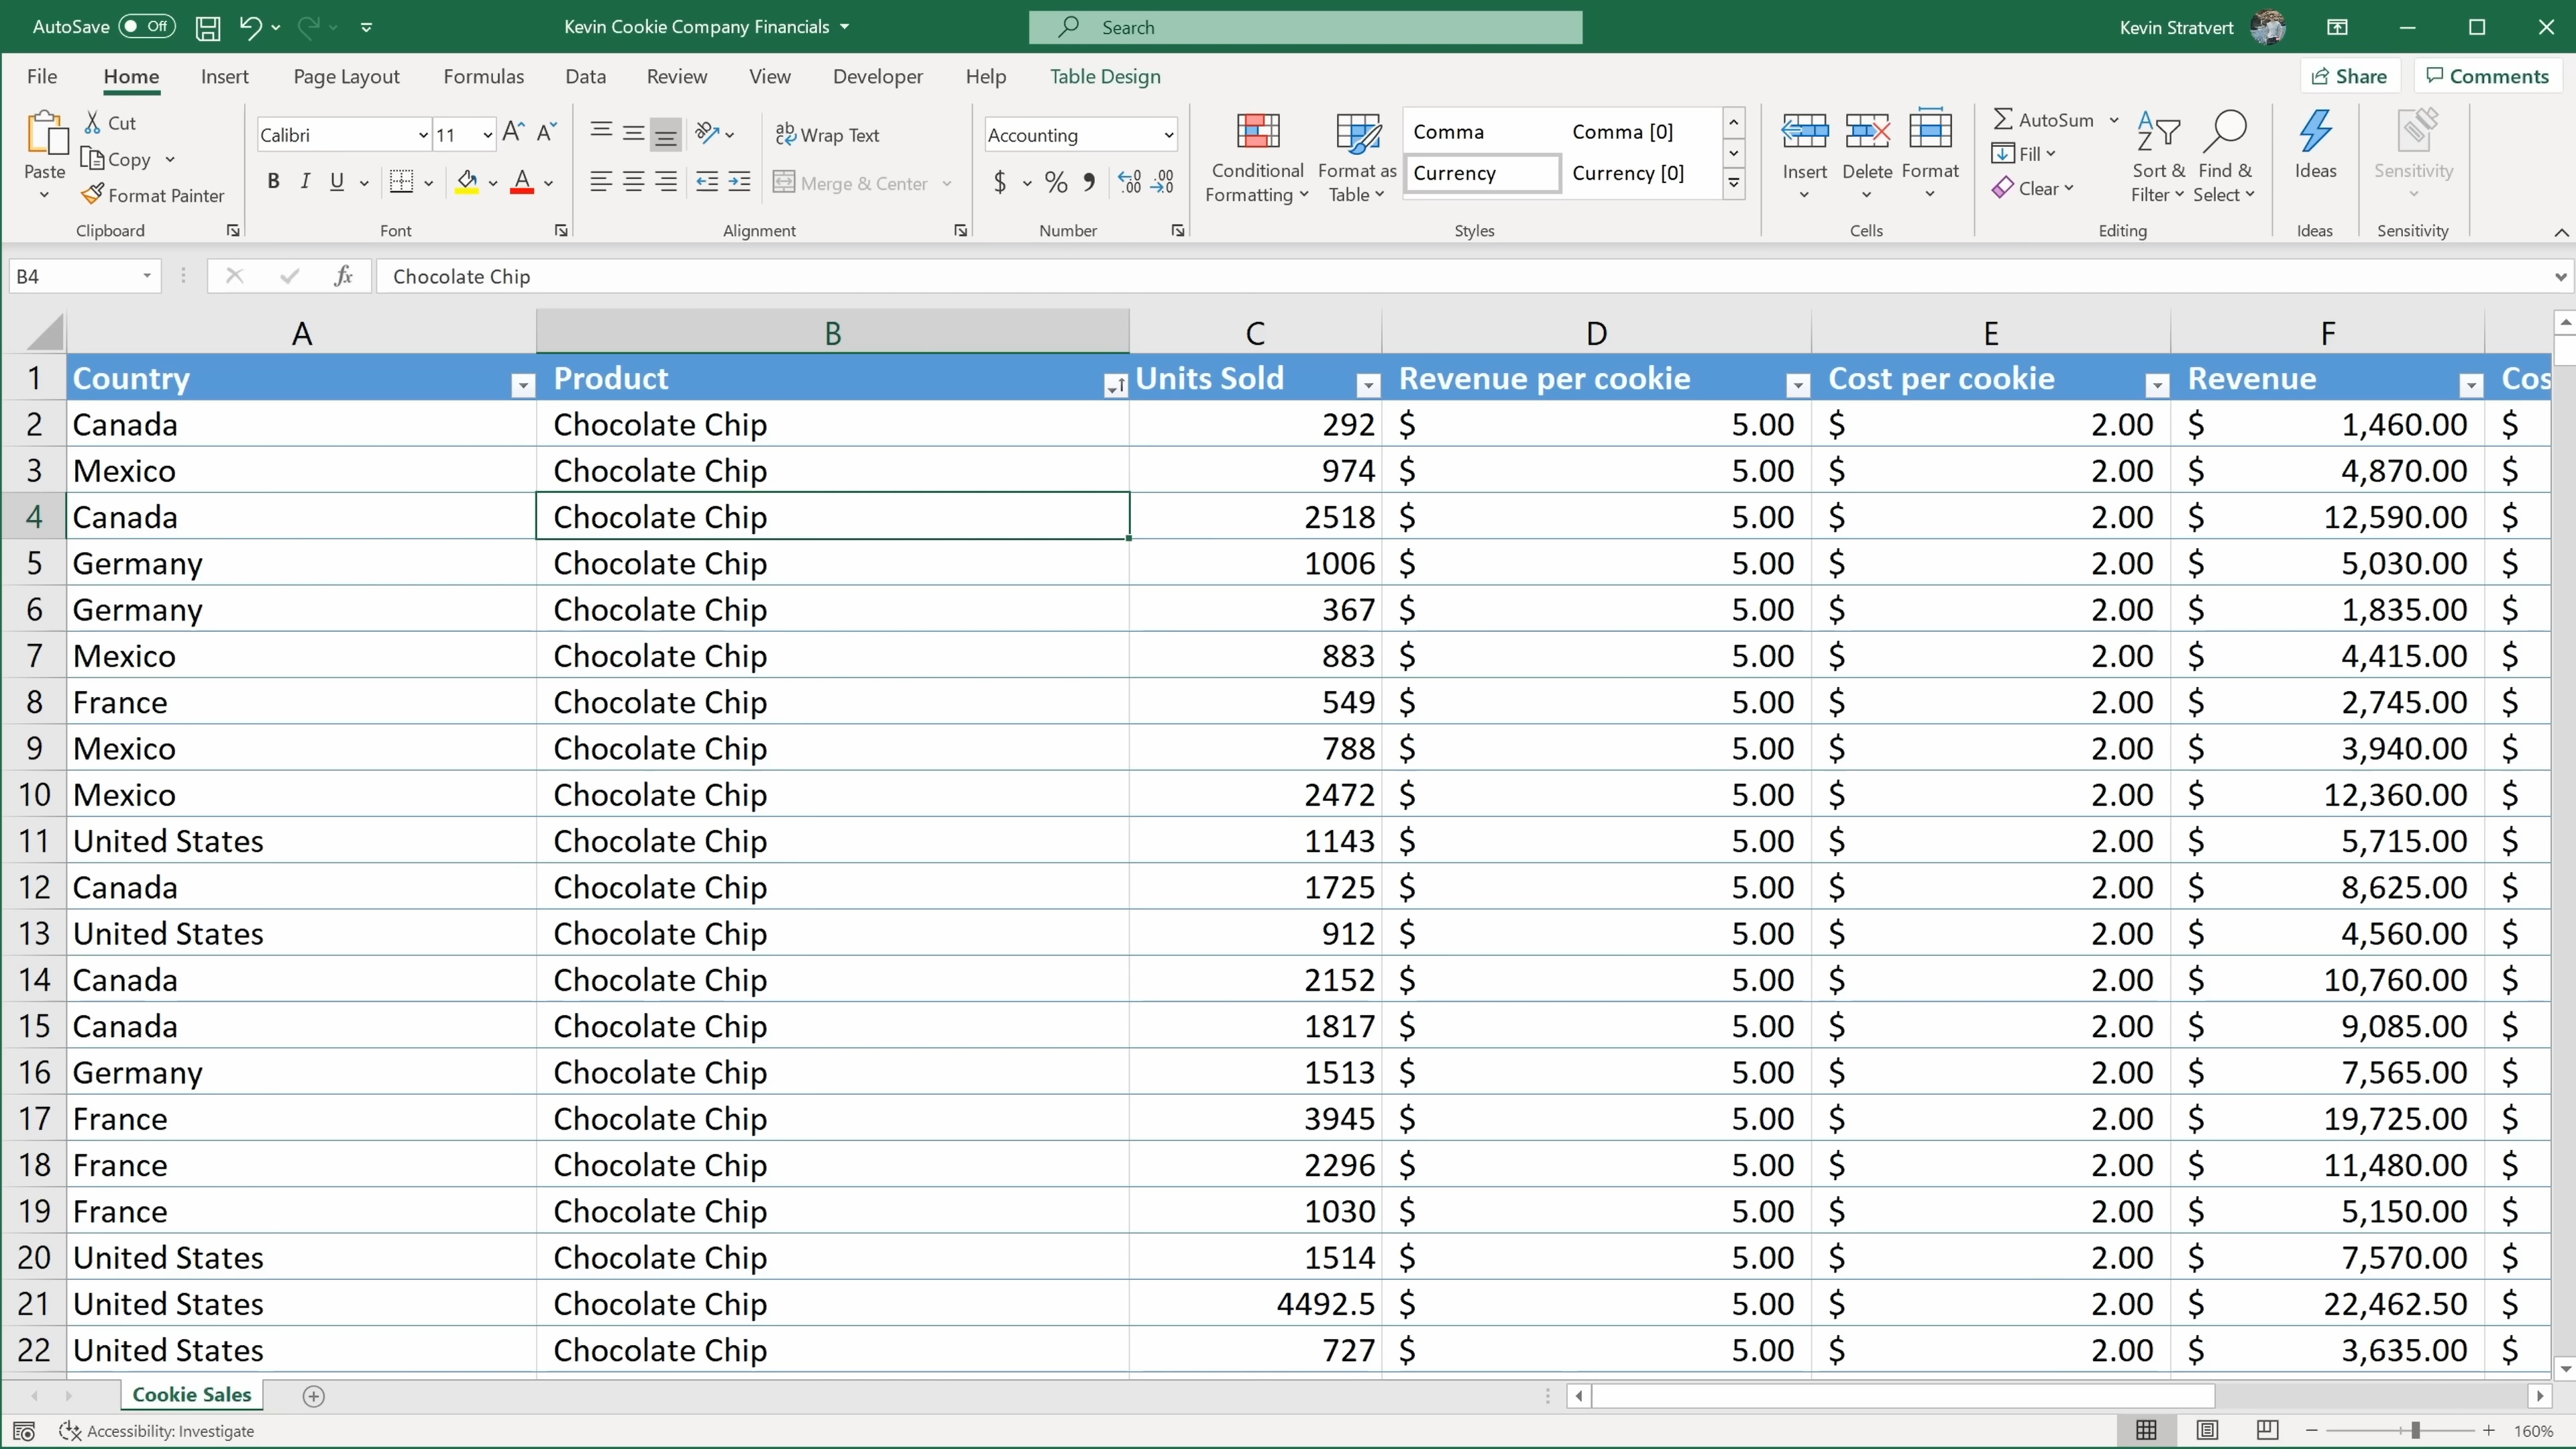 AutoSave Off Kevin Cookie Company Financials Search Kevin Stratvert
File Home Insert Page Layout Formulas Data Review View Developer Help Table Design Share Comments
Paste Cut Copy Format Painter Clipboard
Calibri 11 B I U A Font
Wrap Text Merge & Center Alignment
Accounting $ % Number
Conditional Formatting Format as Table Comma Comma [0] Currency Currency [0] Styles
Insert Delete Format Cells
AutoSum Fill Clear Sort & Filter Find & Select Editing
Ideas Ideas
Sensitivity Sensitivity
B4 fx Chocolate Chip
A B C D E F
1 Country Product Units Sold Revenue per cookie Cost per cookie Revenue Cos
2 Canada Chocolate Chip 292 $ 5.00 $ 2.00 $ 1,460.00 $
3 Mexico Chocolate Chip 974 $ 5.00 $ 2.00 $ 4,870.00 $
4 Canada Chocolate Chip 2518 $ 5.00 $ 2.00 $ 12,590.00 $
5 Germany Chocolate Chip 1006 $ 5.00 $ 2.00 $ 5,030.00 $
6 Germany Chocolate Chip 367 $ 5.00 $ 2.00 $ 1,835.00 $
7 Mexico Chocolate Chip 883 $ 5.00 $ 2.00 $ 4,415.00 $
8 France Chocolate Chip 549 $ 5.00 $ 2.00 $ 2,745.00 $
9 Mexico Chocolate Chip 788 $ 5.00 $ 2.00 $ 3,940.00 $
10 Mexico Chocolate Chip 2472 $ 5.00 $ 2.00 $ 12,360.00 $
11 United States Chocolate Chip 1143 $ 5.00 $ 2.00 $ 5,715.00 $
12 Canada Chocolate Chip 1725 $ 5.00 $ 2.00 $ 8,625.00 $
13 United States Chocolate Chip 912 $ 5.00 $ 2.00 $ 4,560.00 $
14 Canada Chocolate Chip 2152 $ 5.00 $ 2.00 $ 10,760.00 $
15 Canada Chocolate Chip 1817 $ 5.00 $ 2.00 $ 9,085.00 $
16 Germany Chocolate Chip 1513 $ 5.00 $ 2.00 $ 7,565.00 $
17 France Chocolate Chip 3945 $ 5.00 $ 2.00 $ 19,725.00 $
18 France Chocolate Chip 2296 $ 5.00 $ 2.00 $ 11,480.00 $
19 France Chocolate Chip 1030 $ 5.00 $ 2.00 $ 5,150.00 $
20 United States Chocolate Chip 1514 $ 5.00 $ 2.00 $ 7,570.00 $
21 United States Chocolate Chip 4492.5 $ 5.00 $ 2.00 $ 22,462.50 $
22 United States Chocolate Chip 727 $ 5.00 $ 2.00 $ 3,635.00 $
Cookie Sales
Accessibility: Investigate 160%